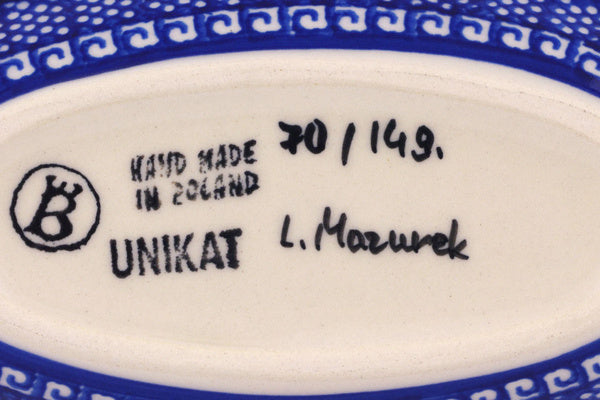 B
HAND MADE
IN POLAND
UNIKAT
70/149.
L. Mazurek